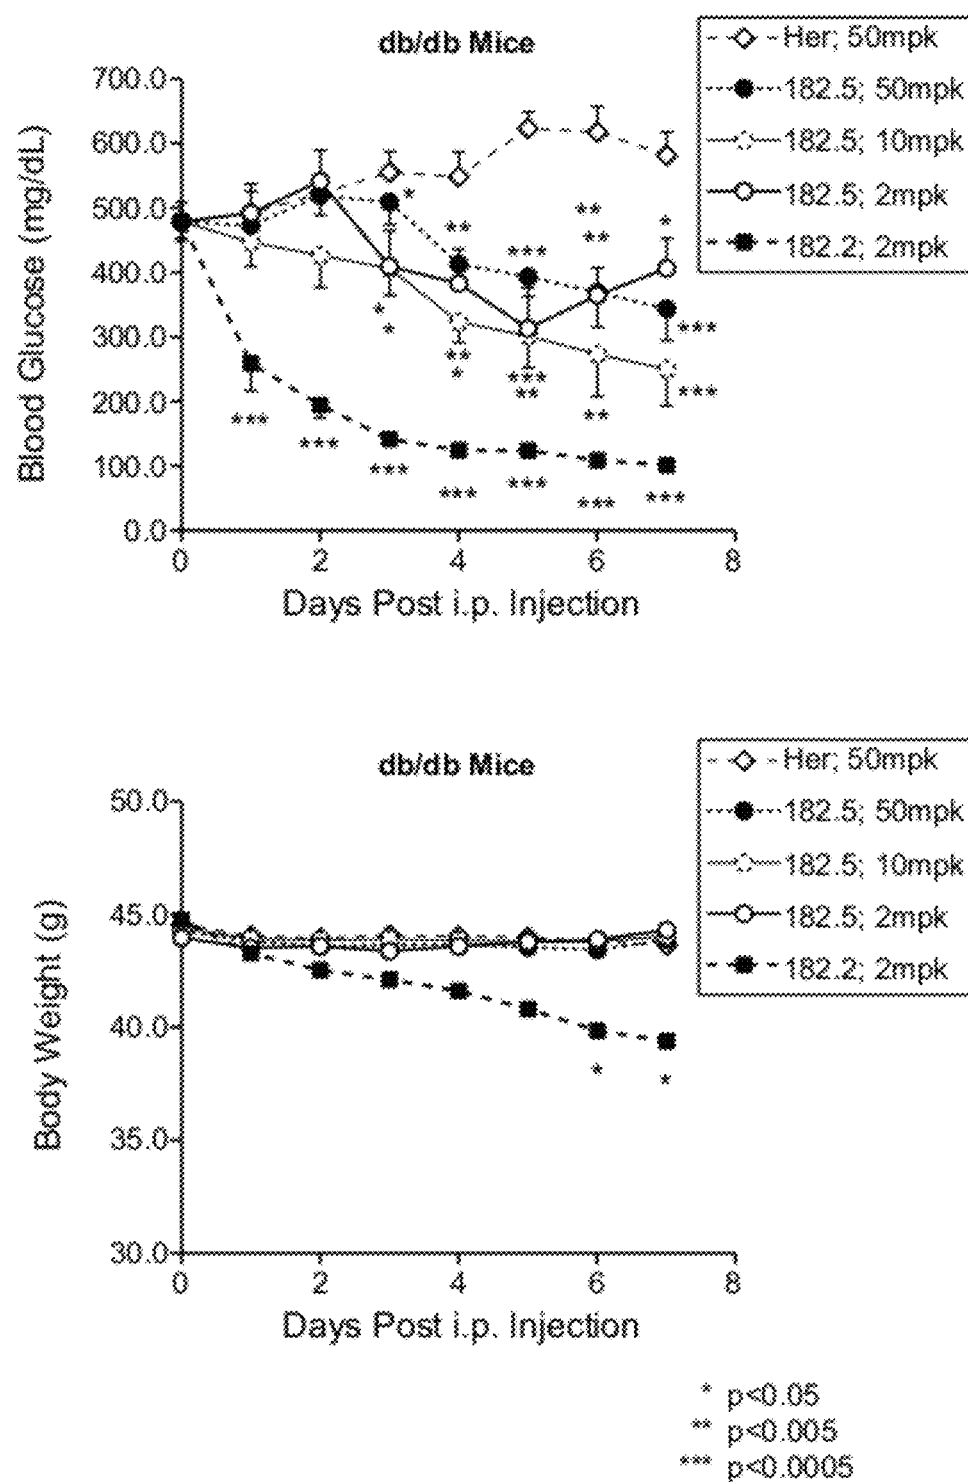 db/db Mice
Her; 50mpk
182.5; 50mpk
182.5; 10mpk
182.5; 2mpk
182.2; 2mpk
Blood Glucose (mg/dL)
700.0
600.0
500.0
400.0
300.0
200.0
100.0
0.0
*
**
***
**
**
*
*
*
**
*
***
**
**
***
***
***
***
***
***
***
***
***
0 2 4 6 8
Days Post i.p. Injection
db/db Mice
Her; 50mpk
182.5; 50mpk
182.5; 10mpk
182.5; 2mpk
182.2; 2mpk
Body Weight (g)
50.0
45.0
40.0
35.0
30.0
* *
0 2 4 6 8
Days Post i.p. Injection
* p<0.05
** p<0.005
*** p<0.0005